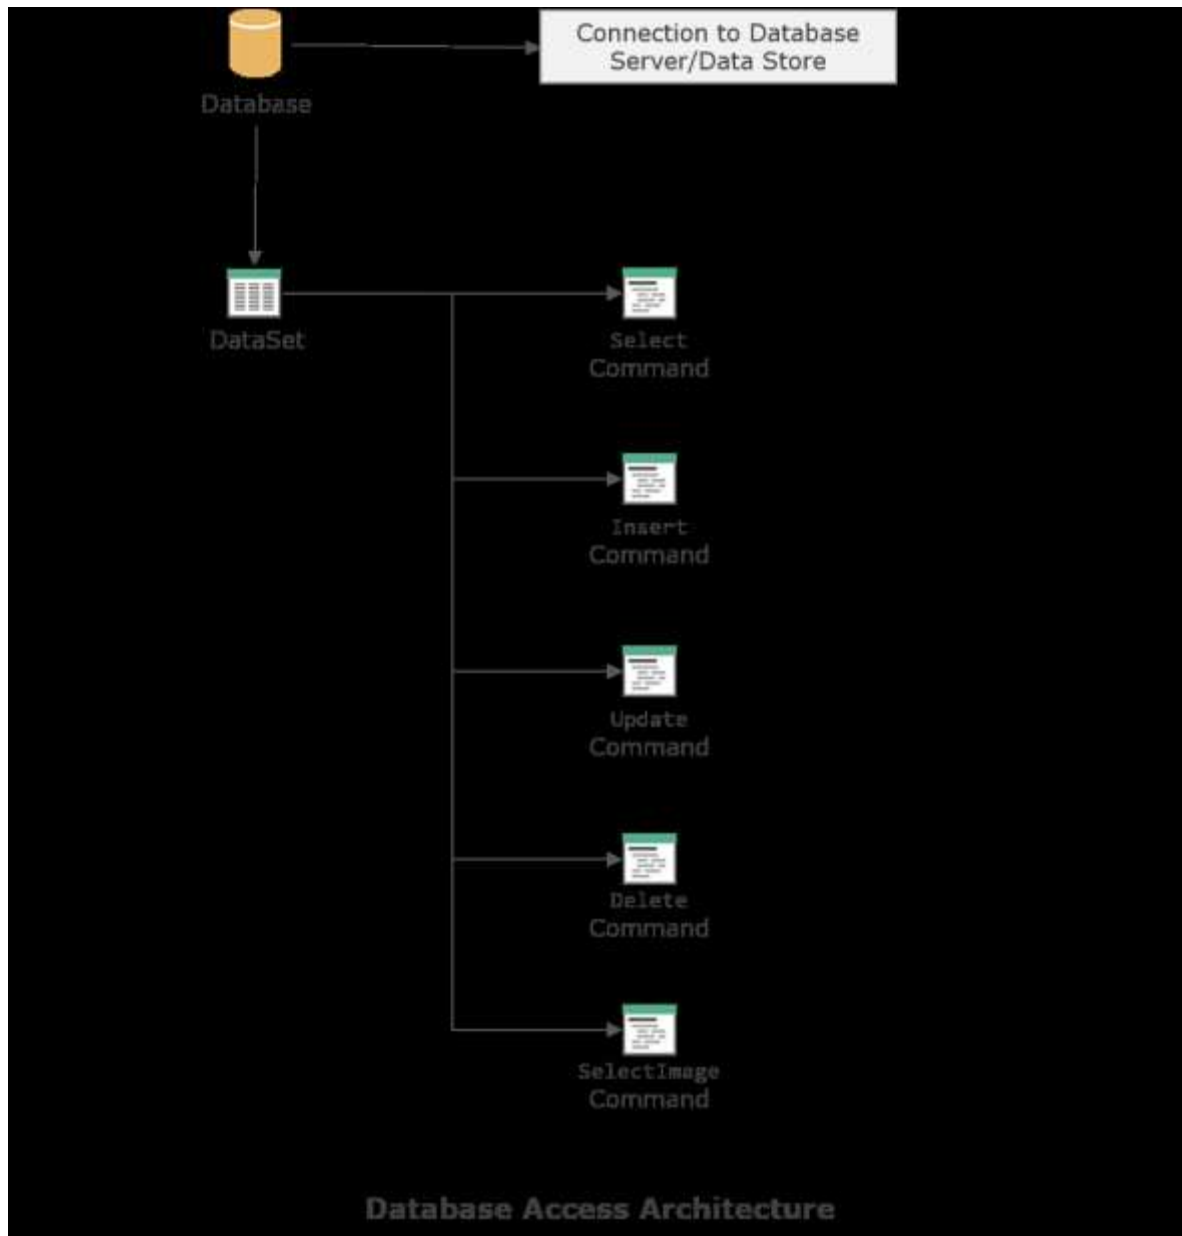 Connection to Database
Server/Data Store
Database
DataSet
Select
Command
Insert
Command
Update
Command
Delete
Command
SelectImage
Command
Database Access Architecture